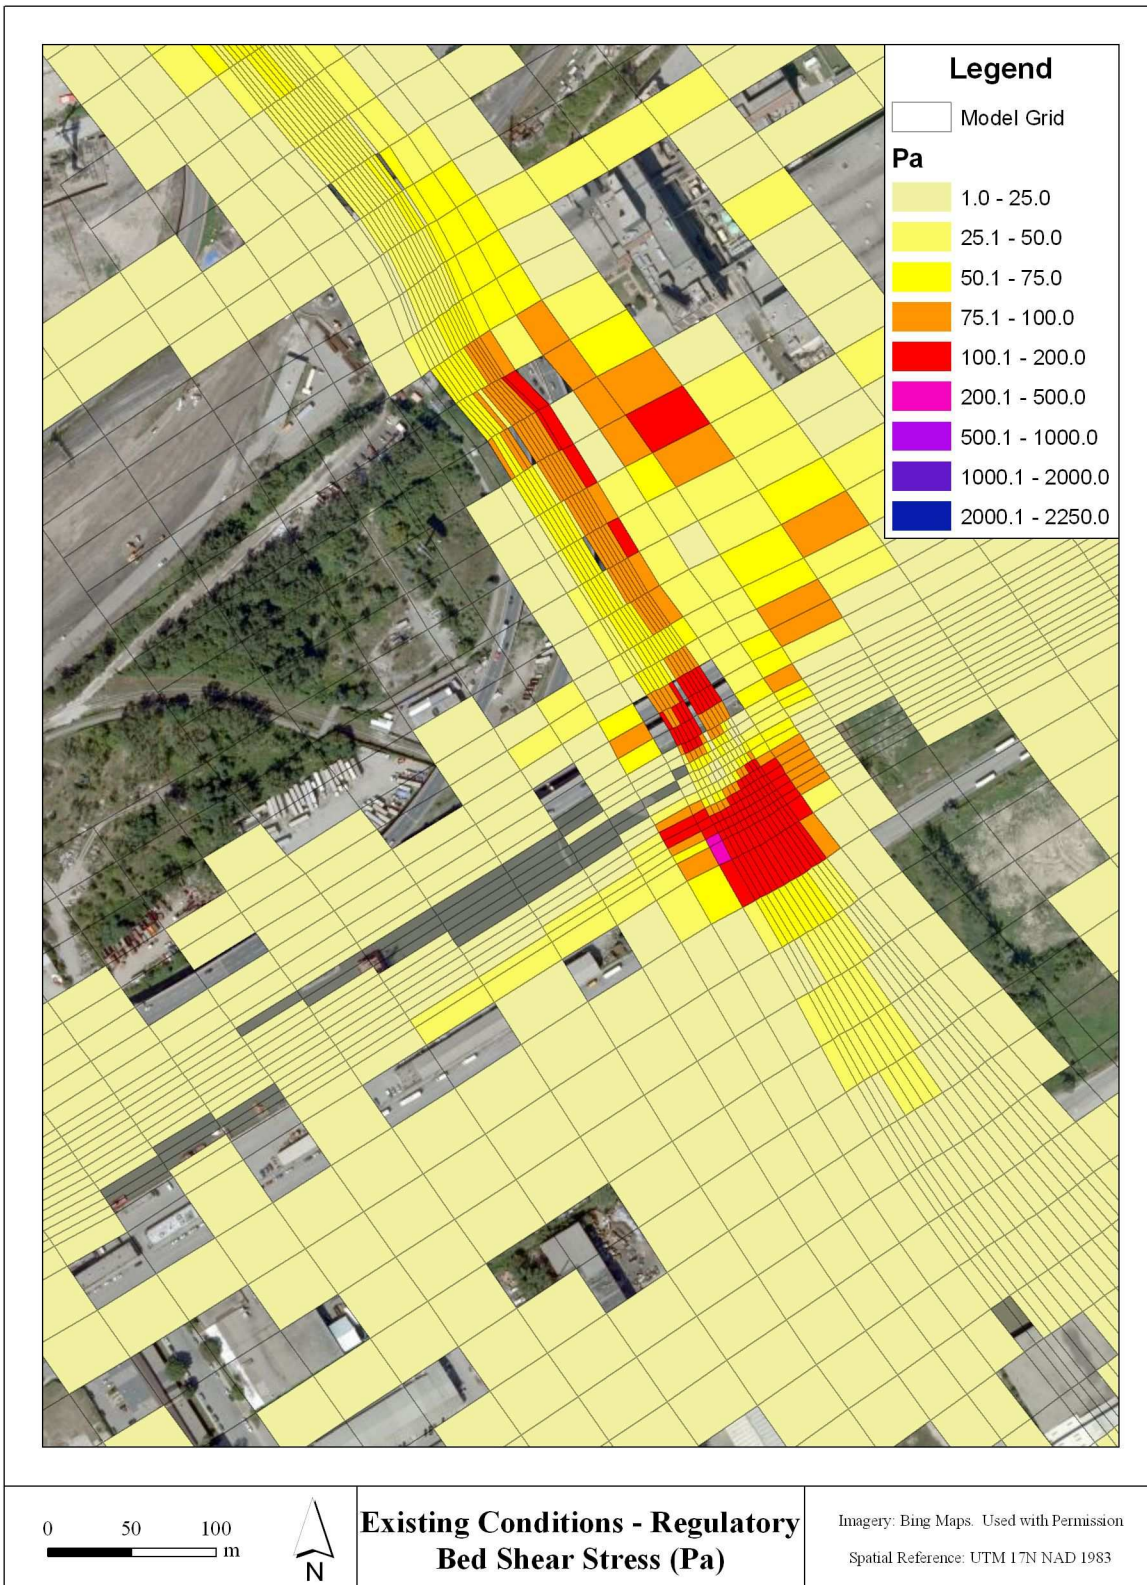 Legend
Model Grid
Pa
1.0 - 25.0
25.1 - 50.0
50.1 - 75.0
75.1 - 100.0
100.1 - 200.0
200.1 - 500.0
500.1 - 1000.0
1000.1 - 2000.0
2000.1 - 2250.0
0 50 100
m
N
Existing Conditions - Regulatory
Bed Shear Stress (Pa)
Imagery: Bing Maps. Used with Permission
Spatial Reference: UTM 17N NAD 1983